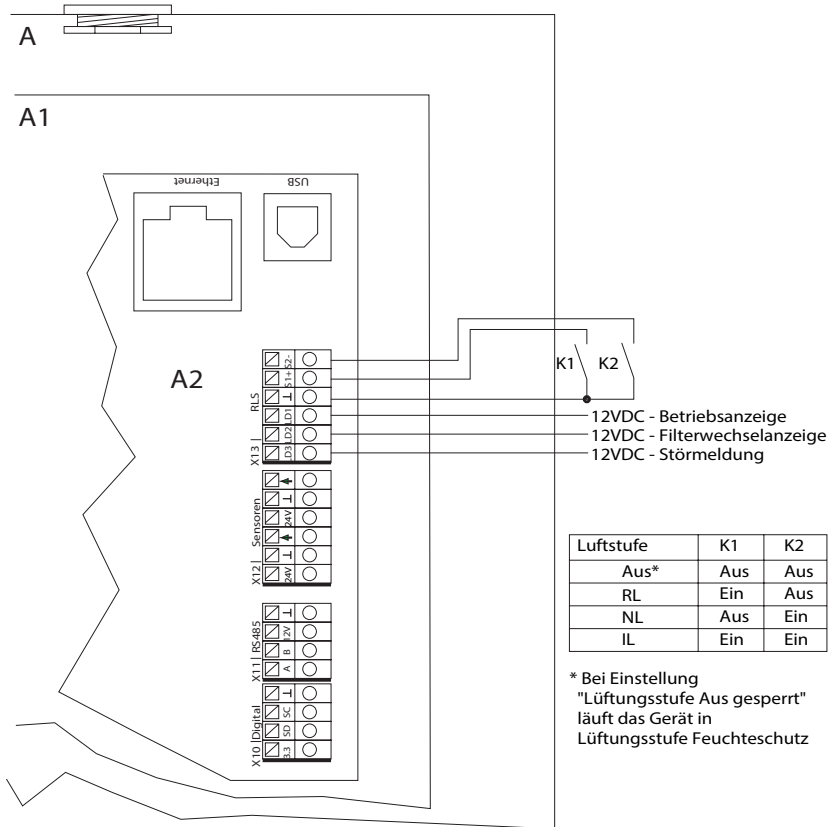 A
A1
Ethernet
USB
A2
X13 | RLS
S2-
S1+
⊥
LD1
LD2
LD3
K1
K2
12VDC - Betriebsanzeige
12VDC - Filterwechselanzeige
12VDC - Störmeldung
X12 | Sensoren
⊥
24V
⊥
24V
X11 | RS485
⊥
12V
B
A
X10 | Digital
⊥
SC
SD
3.3
Luftstufe K1 K2
Aus* Aus Aus
RL Ein Aus
NL Aus Ein
IL Ein Ein
* Bei Einstellung
"Lüftungsstufe Aus gesperrt"
läuft das Gerät in
Lüftungsstufe Feuchteschutz